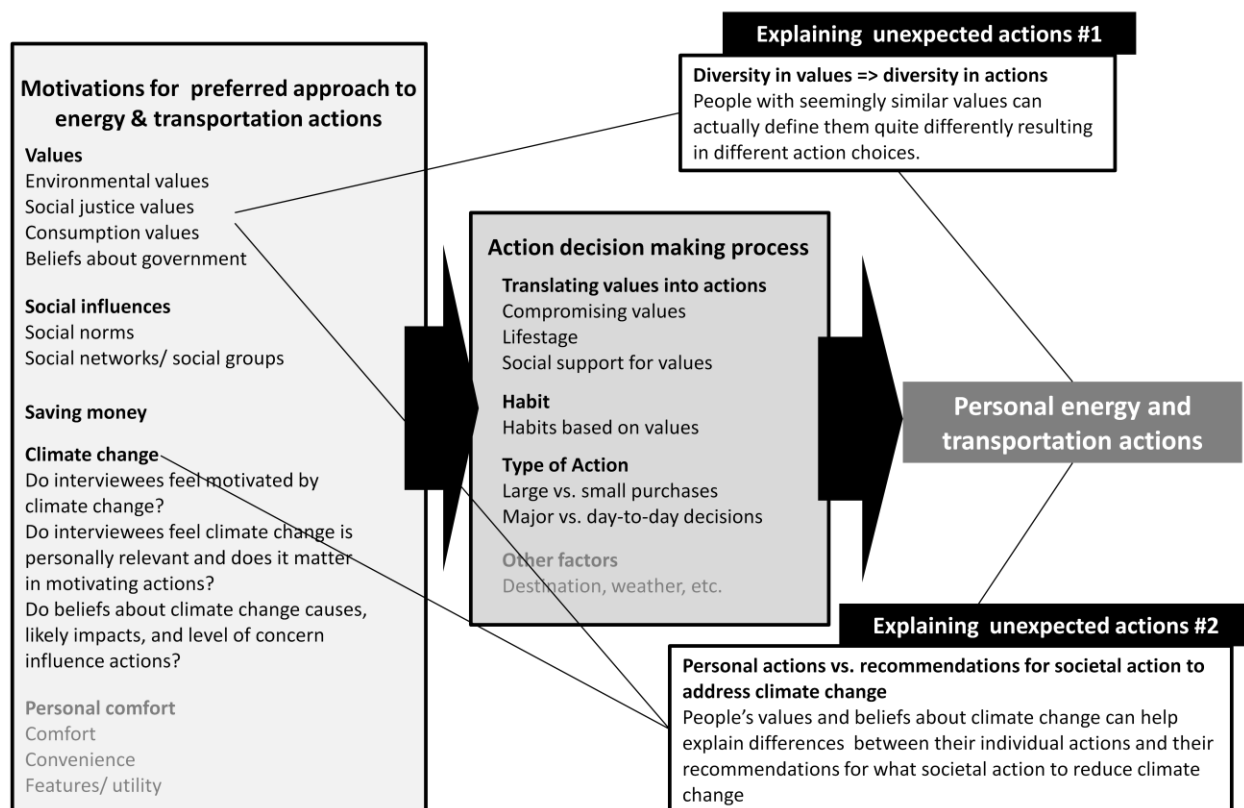 Explaining  unexpected actions #1
Diversity in values => diversity in actions
People with seemingly similar values can
actually define them quite differently resulting
in different action choices.
Motivations for  preferred approach to
energy & transportation actions
Values
Environmental values
Social justice values
Consumption values
Beliefs about government
Social influences
Social norms
Social networks/ social groups
Saving money
Climate change
Do interviewees feel motivated by
climate change?
Do interviewees feel climate change is
personally relevant and does it matter
in motivating actions?
Do beliefs about climate change causes,
likely impacts, and level of concern
influence actions?
Personal comfort
Comfort
Convenience
Features/ utility
Action decision making process
Translating values into actions
Compromising values
Lifestage
Social support for values
Habit
Habits based on values
Type of Action
Large vs. small purchases
Major vs. day-to-day decisions
Other factors
Destination, weather, etc.
Personal energy and
transportation actions
Explaining  unexpected actions #2
Personal actions vs. recommendations for societal action to
address climate change
People's values and beliefs about climate change can help
explain differences  between their individual actions and their
recommendations for what societal action to reduce climate
change